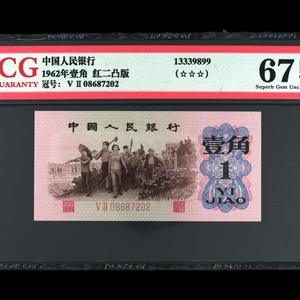 CG
GUARANTY
中国人民银行
1962年壹角 红二凸版
冠号: V II 08687202
13339899
(☆☆☆)
67
Superb Gem Unc
中國人民銀行
壹角
1
YI
JIAO
V II 08687202